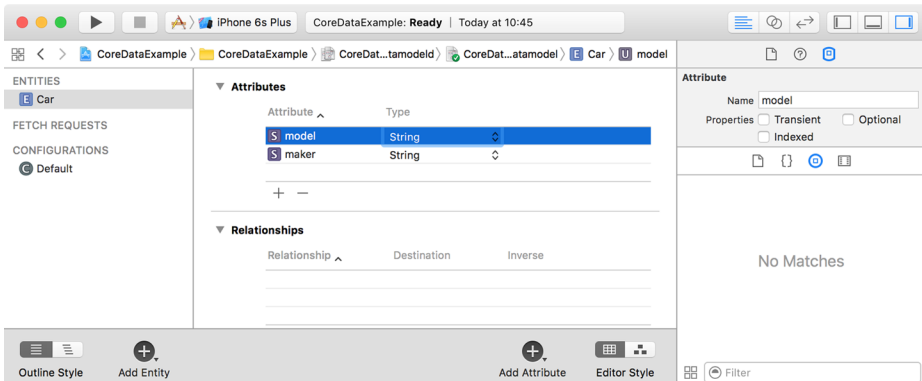 iPhone 6s Plus CoreDataExample: Ready | Today at 10:45
CoreDataExample CoreDataExample CoreDat...tamodeld CoreDat...atamodel E Car U model
ENTITIES
E Car
FETCH REQUESTS
CONFIGURATIONS
C Default
Attributes
Attribute Type
S model String
S maker String
+ −
Relationships
Relationship Destination Inverse
Outline Style Add Entity Add Attribute Editor Style
Attribute
Name model
Properties Transient Optional
Indexed
{}
No Matches
Filter